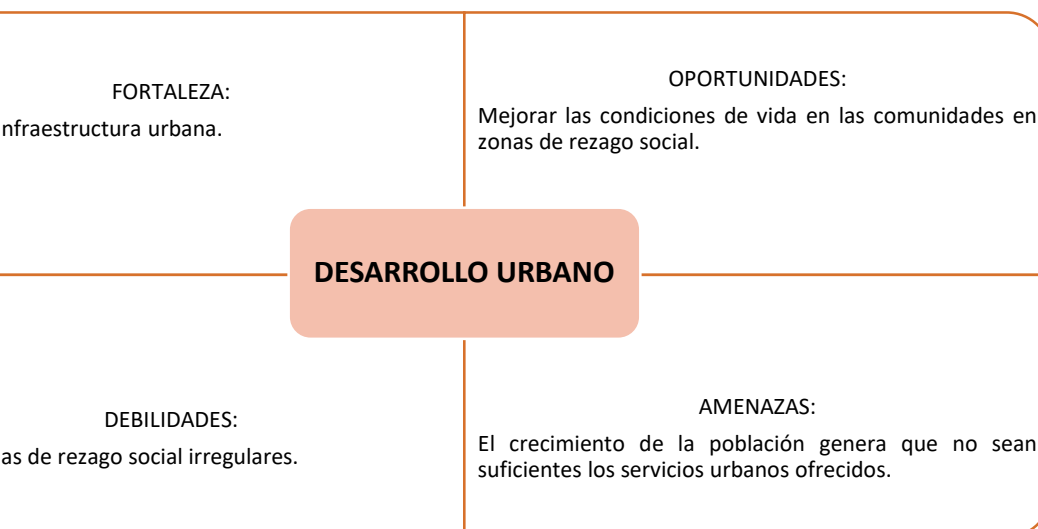 FORTALEZA:
nfraestructura urbana.
OPORTUNIDADES:
Mejorar las condiciones de vida en las comunidades en
zonas de rezago social.
DESARROLLO URBANO
DEBILIDADES:
as de rezago social irregulares.
AMENAZAS:
El crecimiento de la población genera que no sean
suficientes los servicios urbanos ofrecidos.